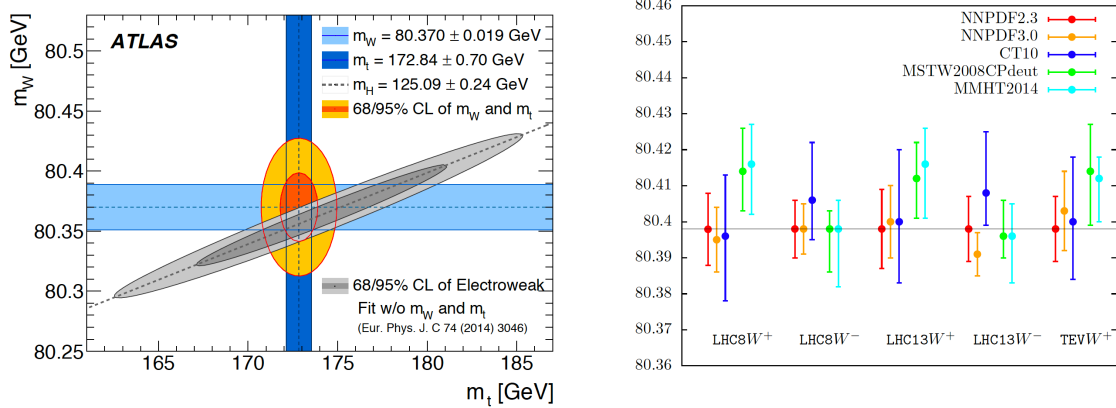 ATLAS
m_W = 80.370 ± 0.019 GeV
m_t = 172.84 ± 0.70 GeV
m_H = 125.09 ± 0.24 GeV
68/95% CL of m_W and m_t
68/95% CL of Electroweak
Fit w/o m_W and m_t
(Eur. Phys. J. C 74 (2014) 3046)
m_W [GeV]
80.5
80.45
80.4
80.35
80.3
80.25
165 170 175 180 185
m_t [GeV]
80.46
80.45
80.44
80.43
80.42
80.41
80.4
80.39
80.38
80.37
80.36
NNPDF2.3
NNPDF3.0
CT10
MSTW2008CPdeut
MMHT2014
LHC8W+ LHC8W− LHC13W+ LHC13W− TEVW+